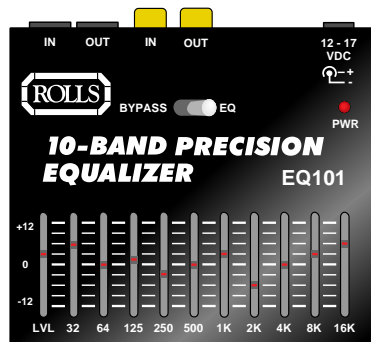 IN OUT IN OUT 12 - 17
VDC
- +
+ -
ROLLS
BYPASS EQ
PWR
10-BAND PRECISION
EQUALIZER
EQ101
+12
0
-12
LVL 32 64 125 250 500 1K 2K 4K 8K 16K